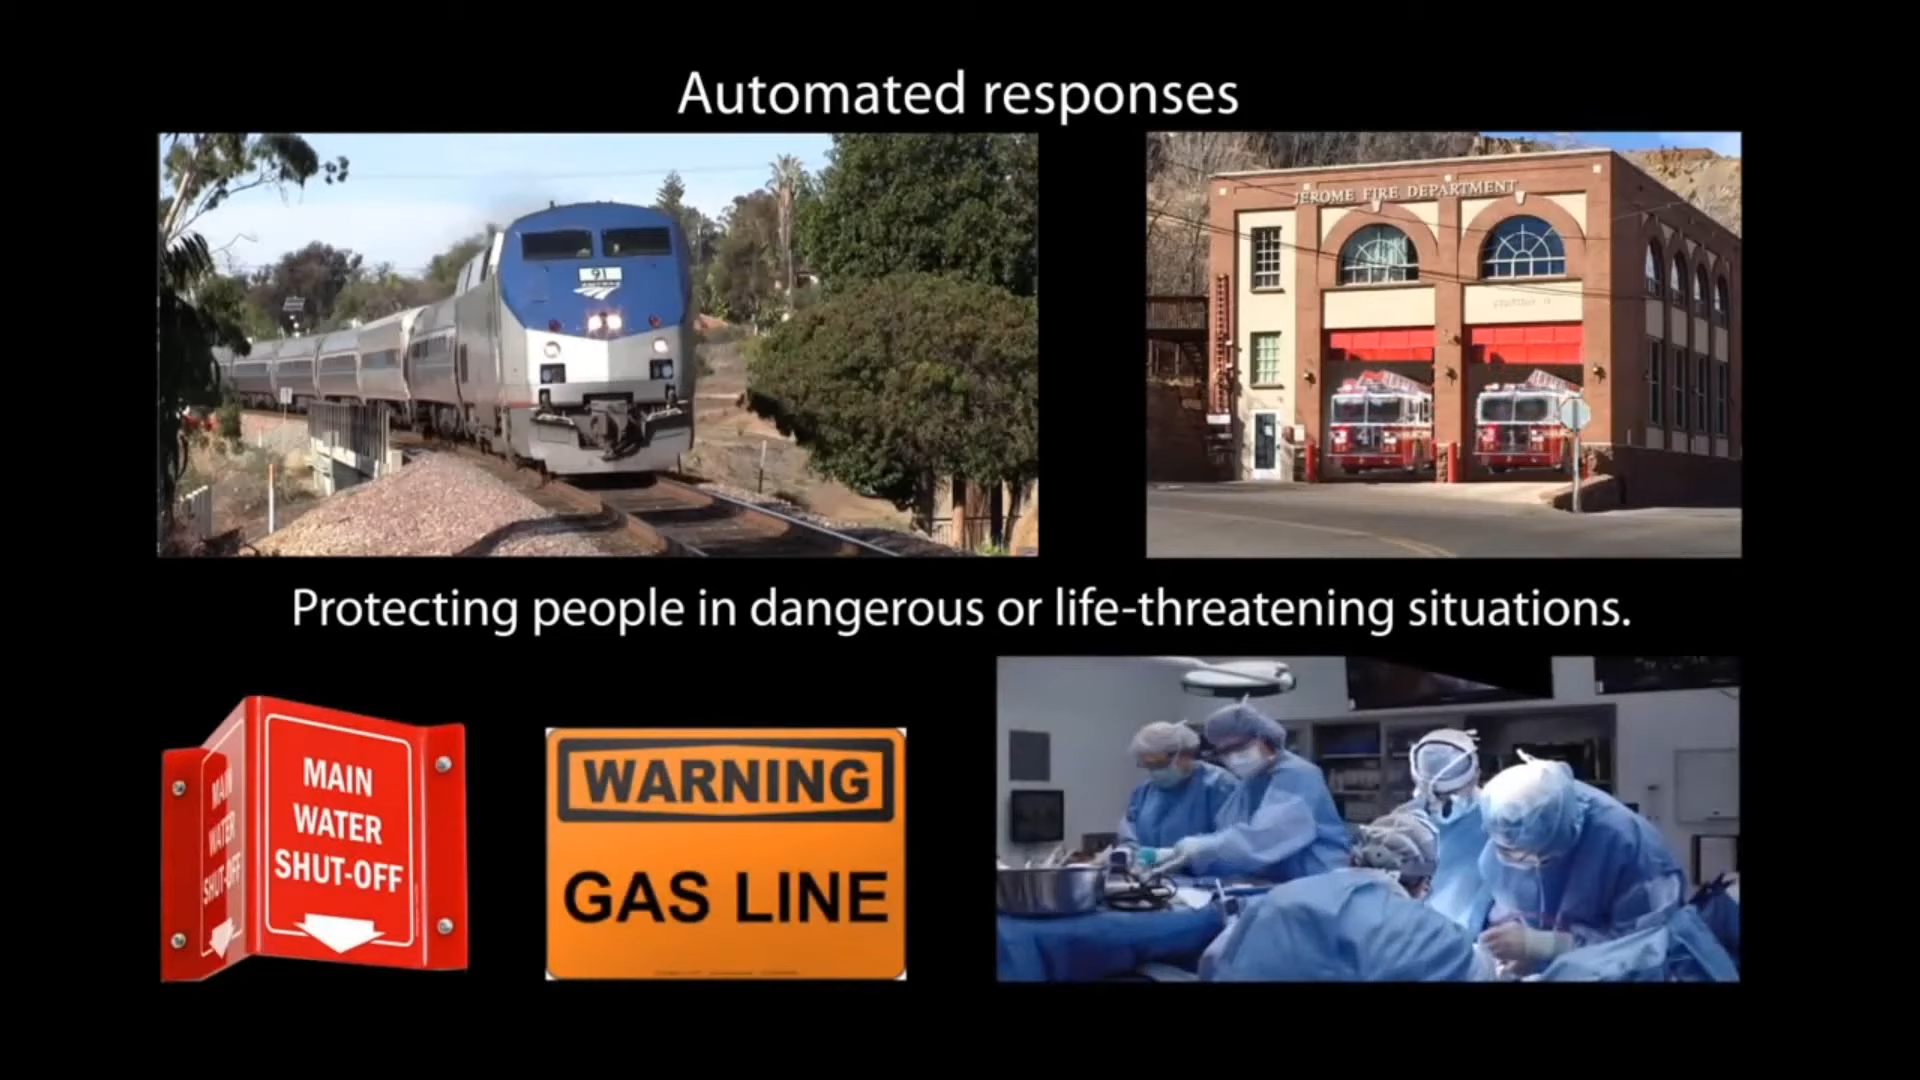 Automated responses
91
JEROME FIRE DEPARTMENT
Protecting people in dangerous or life-threatening situations.
MAIN
WATER
SHUT-OFF
MAIN
WATER
SHUT-OFF
WARNING
GAS LINE